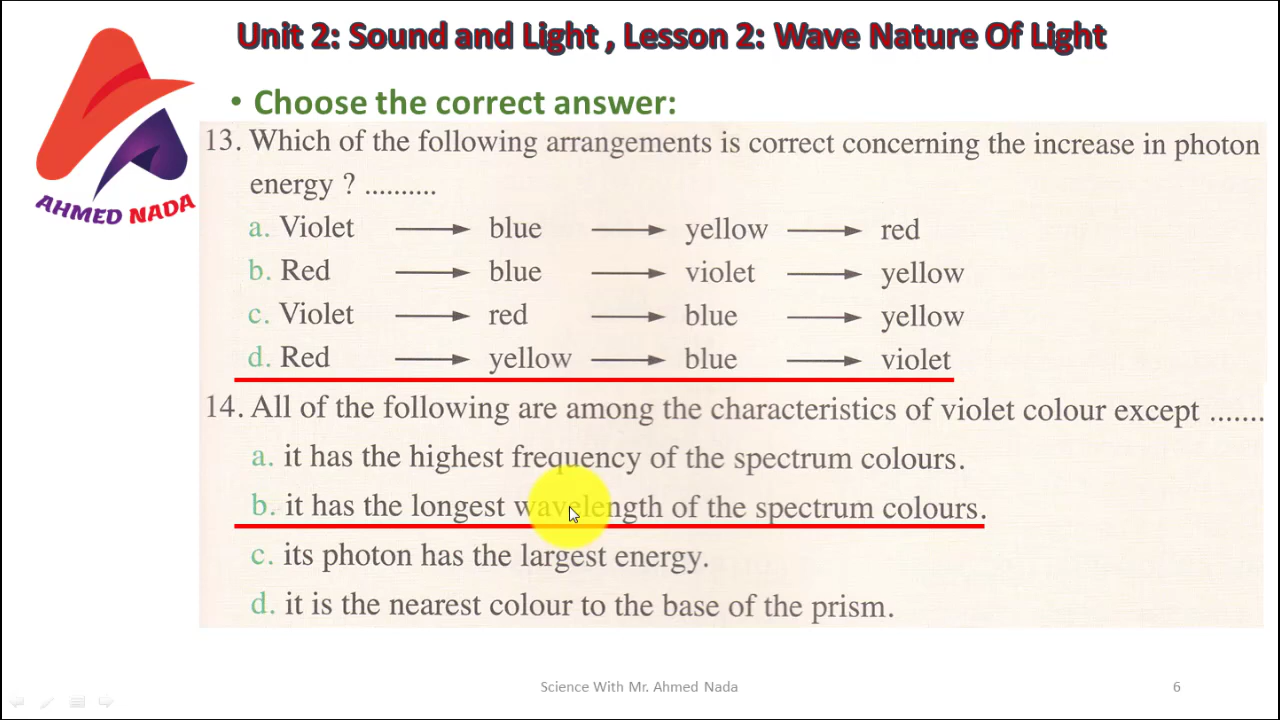 Unit 2: Sound and Light , Lesson 2: Wave Nature Of Light
AHMED NADA
• Choose the correct answer:
13. Which of the following arrangements is correct concerning the increase in photon
energy ? ..........
a. Violet → blue → yellow → red
b. Red → blue → violet → yellow
c. Violet → red → blue → yellow
d. Red → yellow → blue → violet
14. All of the following are among the characteristics of violet colour except .......
a. it has the highest frequency of the spectrum colours.
b. it has the longest wavelength of the spectrum colours.
c. its photon has the largest energy.
d. it is the nearest colour to the base of the prism.
Science With Mr. Ahmed Nada
6